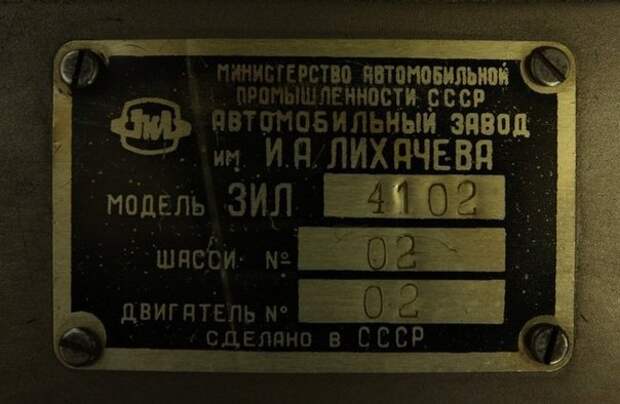 МИНИСТЕРСТВО АВТОМОБИЛЬНОЙ
ПРОМЫШЛЕННОСТИ СССР
ЗИЛ
АВТОМОБИЛЬНЫЙ ЗАВОД
ИМ. И.А.ЛИХАЧЕВА
МОДЕЛЬ ЗИЛ 4102
ШАССИ № 02
ДВИГАТЕЛЬ № 02
СДЕЛАНО В СССР